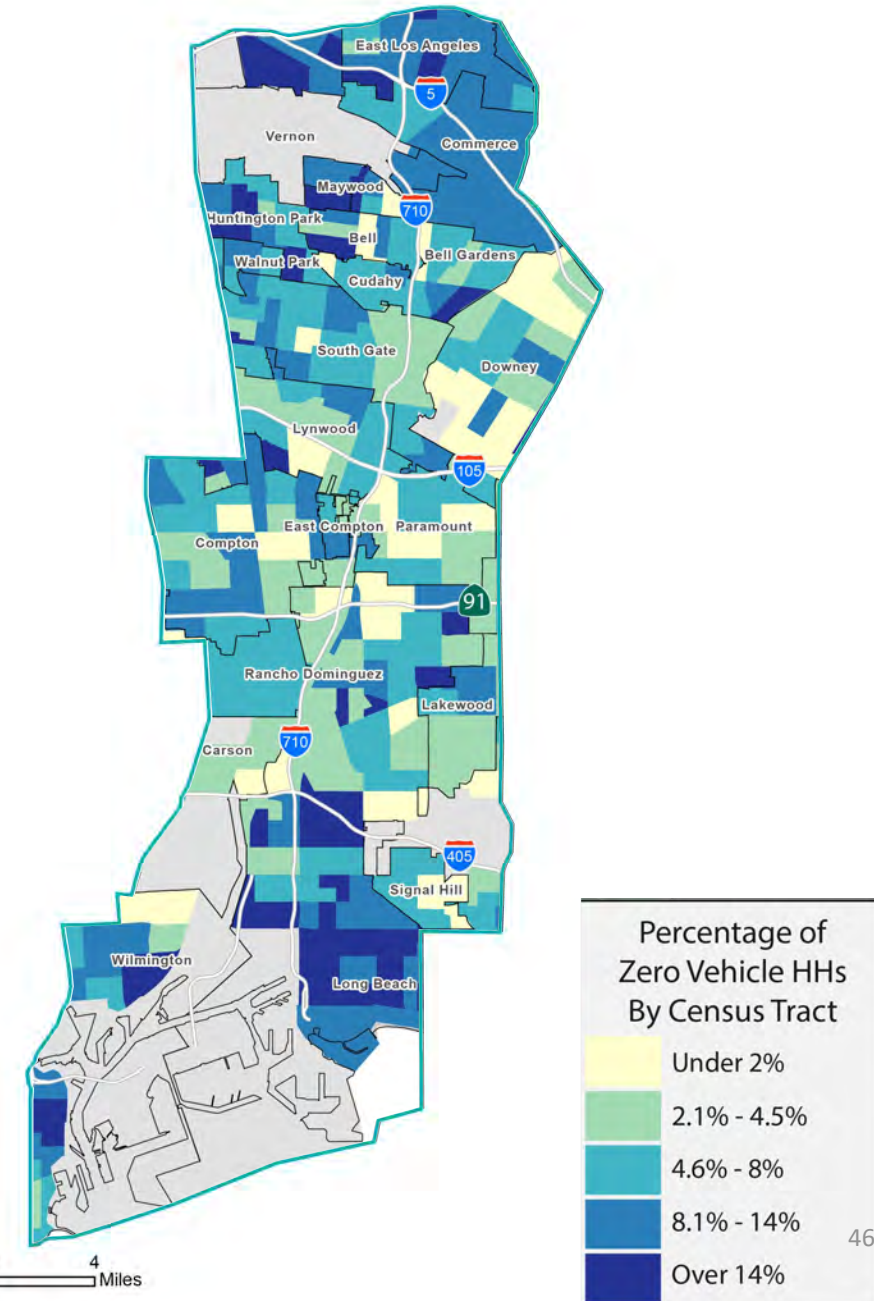 East Los Angeles
5
Vernon
Commerce
Maywood
710
Huntington Park
Bell
Bell Gardens
Walnut Park
Cudahy
South Gate
Downey
Lynwood
105
East Compton
Paramount
Compton
91
Rancho Dominguez
Lakewood
Carson
710
405
Signal Hill
Wilmington
Long Beach
4
Miles
Percentage of
Zero Vehicle HHs
By Census Tract
Under 2%
2.1% - 4.5%
4.6% - 8%
8.1% - 14%
Over 14%
46